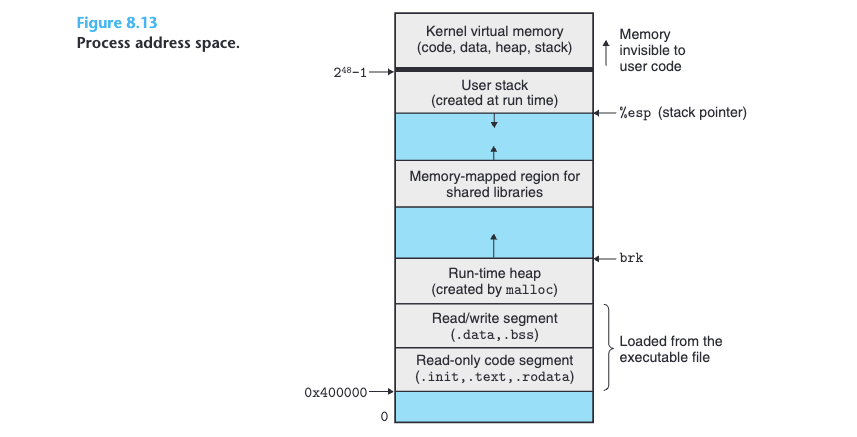 Figure 8.13
Process address space.
Kernel virtual memory
(code, data, heap, stack)
Memory
invisible to
user code
2⁴⁸−1
User stack
(created at run time)
%esp (stack pointer)
Memory-mapped region for
shared libraries
brk
Run-time heap
(created by malloc)
Read/write segment
(.data,.bss)
Loaded from the
executable file
Read-only code segment
(.init,.text,.rodata)
0x400000
0